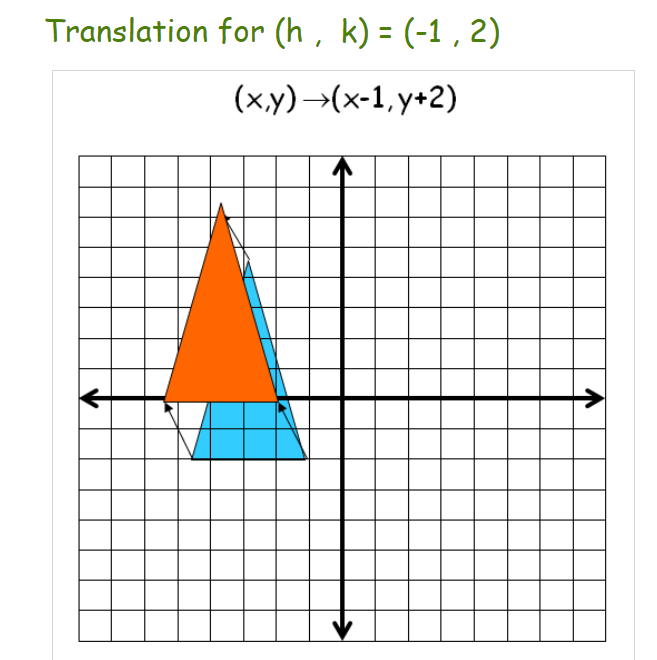 Translation for (h , k) = (-1 , 2)
(x,y)→(x-1,y+2)